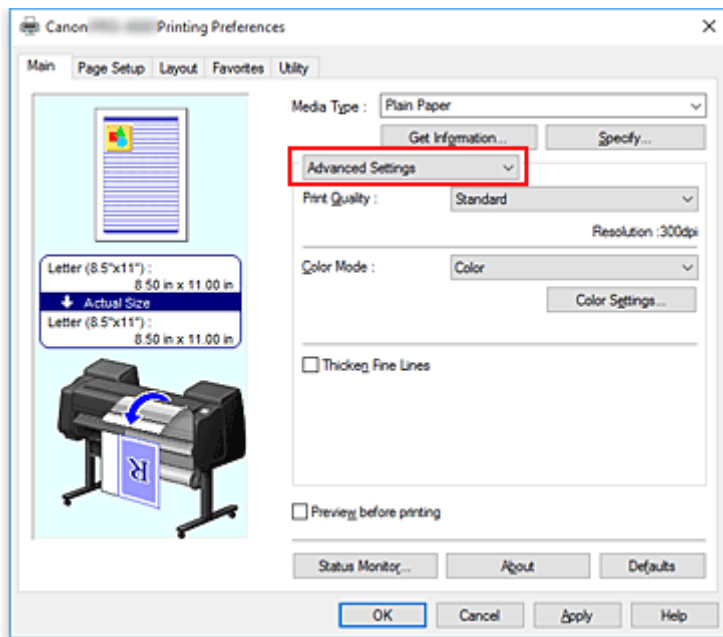 Canon Printing Preferences
Main Page Setup Layout Favorites Utility
Media Type : Plain Paper
Get Information... Specify...
Advanced Settings
Print Quality : Standard
Resolution :300dpi
Color Mode : Color
Color Settings...
Thicken Fine Lines
Letter (8.5"x11") :
8.50 in x 11.00 in
Actual Size
Letter (8.5"x11") :
8.50 in x 11.00 in
R
Preview before printing
Status Monitor... About Defaults
OK Cancel Apply Help